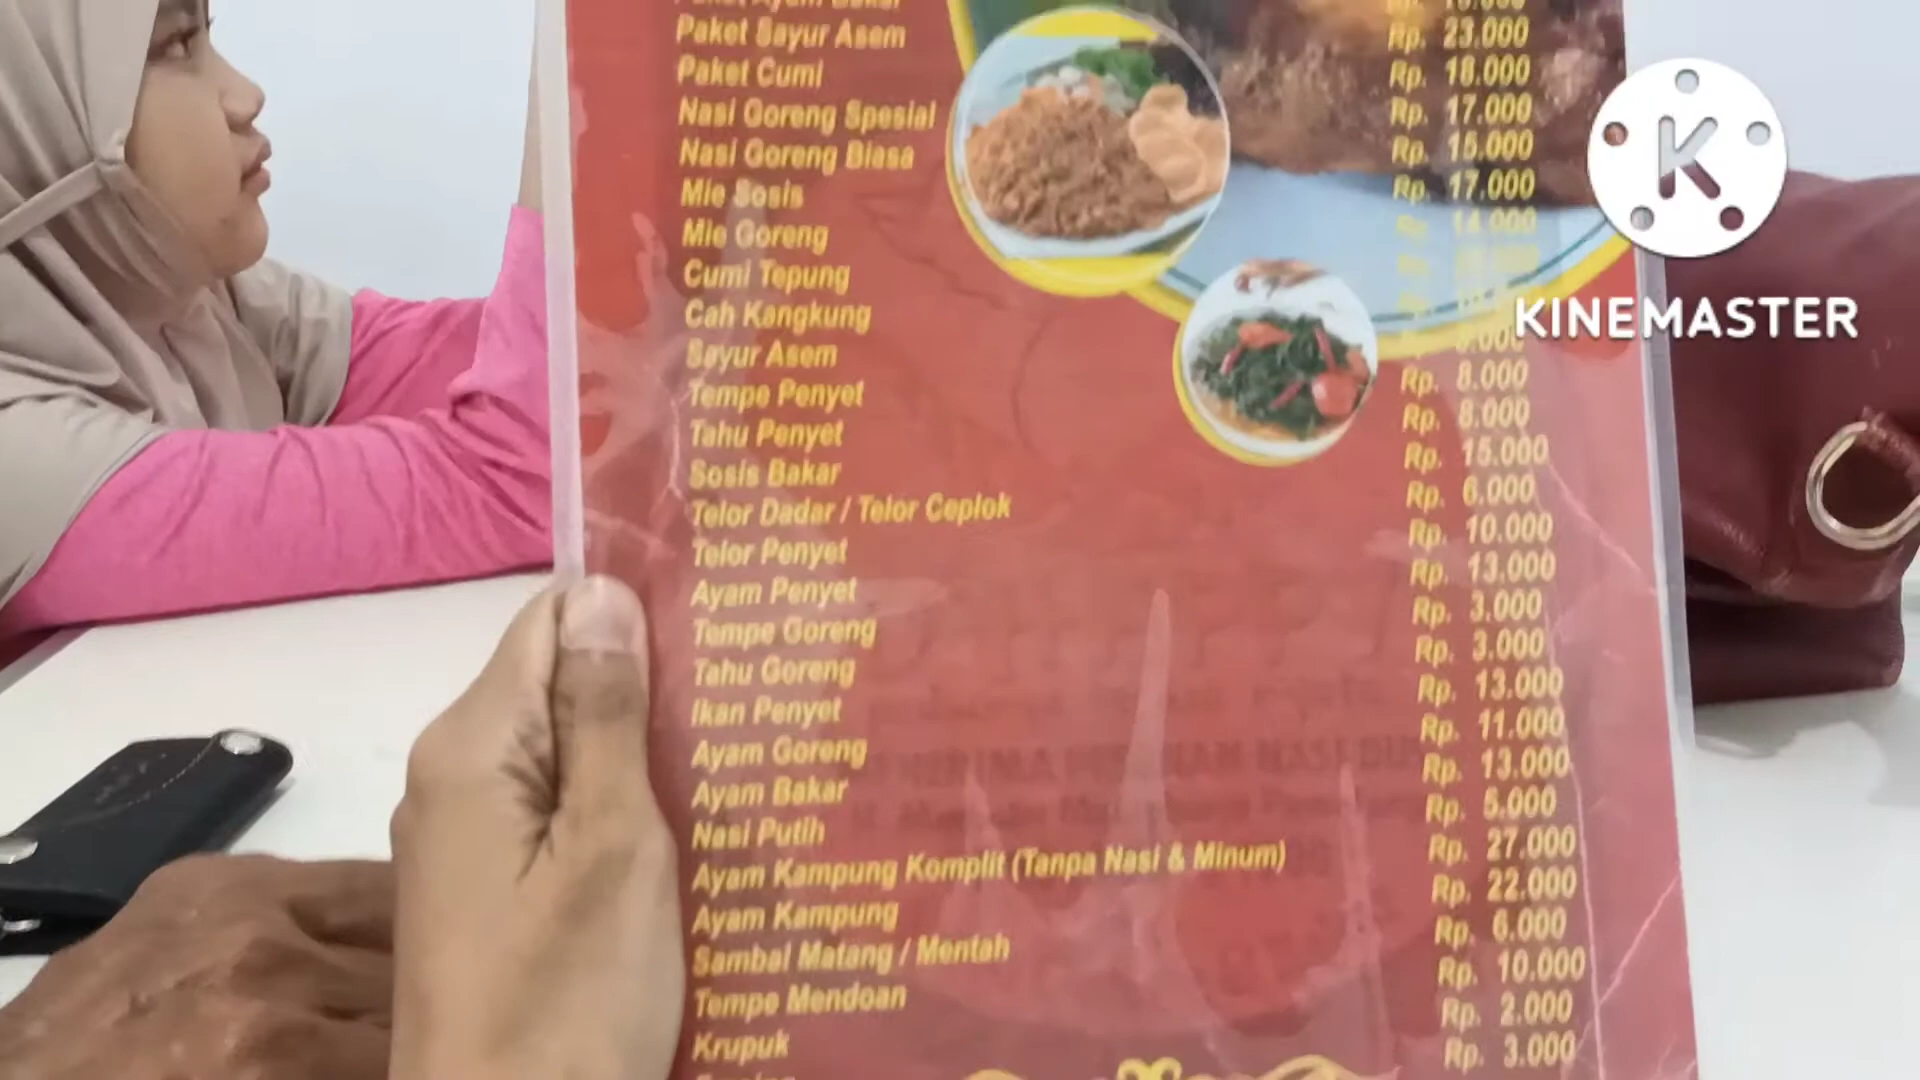 Paket Sayur Asem Rp. 23.000
Paket Cumi Rp. 18.000
Nasi Goreng Spesial Rp. 17.000
Nasi Goreng Biasa Rp. 15.000
Mie Sosis Rp. 17.000
Mie Goreng 14.000
Cumi Tepung
Cah Kangkung
Sayur Asem
Tempe Penyet Rp. 8.000
Tahu Penyet Rp. 8.000
Sosis Bakar Rp. 15.000
Telor Dadar / Telor Ceplok Rp. 6.000
Telor Penyet Rp. 10.000
Ayam Penyet Rp. 13.000
Tempe Goreng Rp. 3.000
Tahu Goreng Rp. 3.000
Ikan Penyet Rp. 13.000
Ayam Goreng Rp. 11.000
Ayam Bakar Rp. 13.000
Nasi Putih Rp. 5.000
Ayam Kampung Komplit (Tanpa Nasi & Minum) Rp. 27.000
Ayam Kampung Rp. 22.000
Sambal Matang / Mentah Rp. 6.000
Tempe Mendoan Rp. 10.000
Krupuk Rp. 2.000
Rp. 3.000
K
KINEMASTER